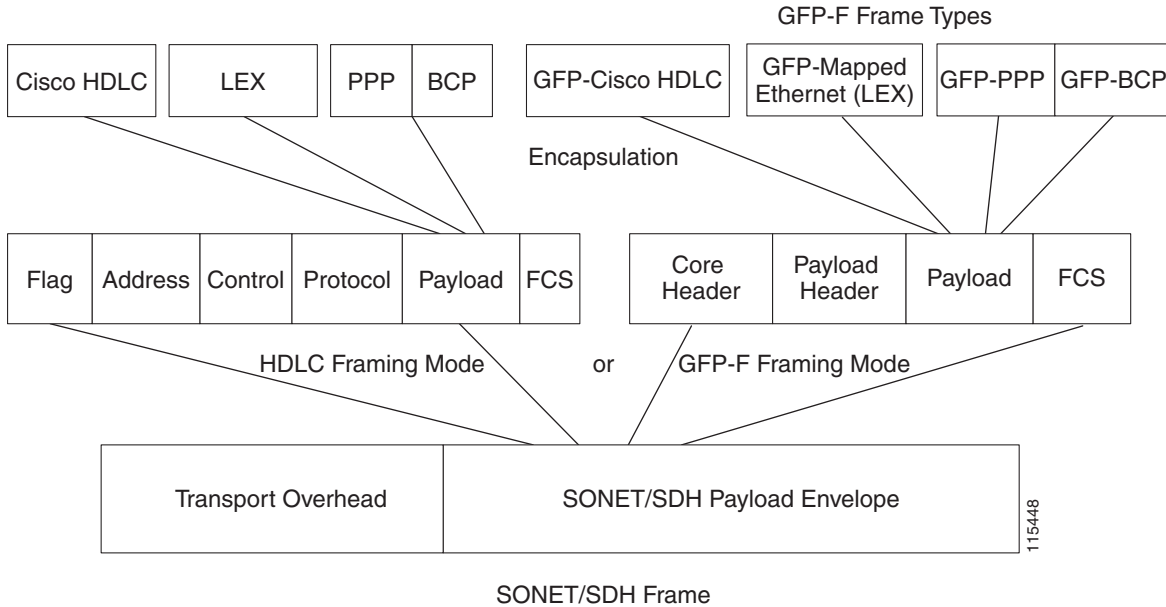 GFP-F Frame Types
Cisco HDLC
LEX
PPP
BCP
GFP-Cisco HDLC
GFP-Mapped
Ethernet (LEX)
GFP-PPP
GFP-BCP
Encapsulation
Flag
Address
Control
Protocol
Payload
FCS
Core
Header
Payload
Header
Payload
FCS
HDLC Framing Mode
or
GFP-F Framing Mode
Transport Overhead
SONET/SDH Payload Envelope
115448
SONET/SDH Frame